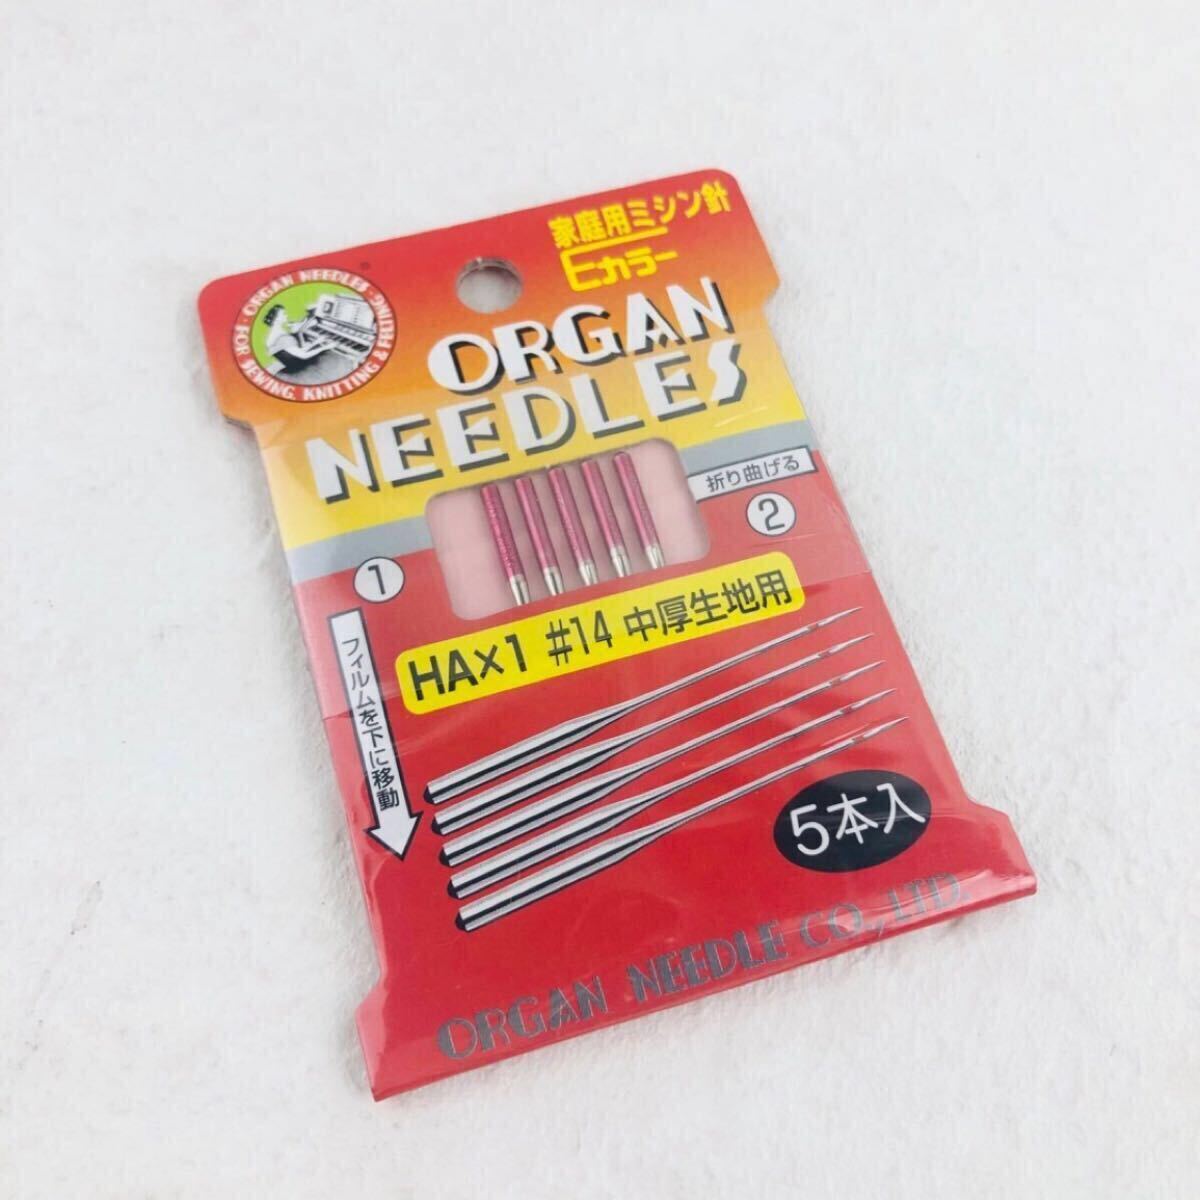 家庭用ミシン針
ヒカラー
ORGAN NEEDLES
FOR SEWING, KNITTING & FELTING
®
ORGAN
NEEDLES
折り曲げる
②
①
フィルムを下に移動
HA×1 #14 中厚生地用
5本入
ORGAN NEEDLE CO., LTD.